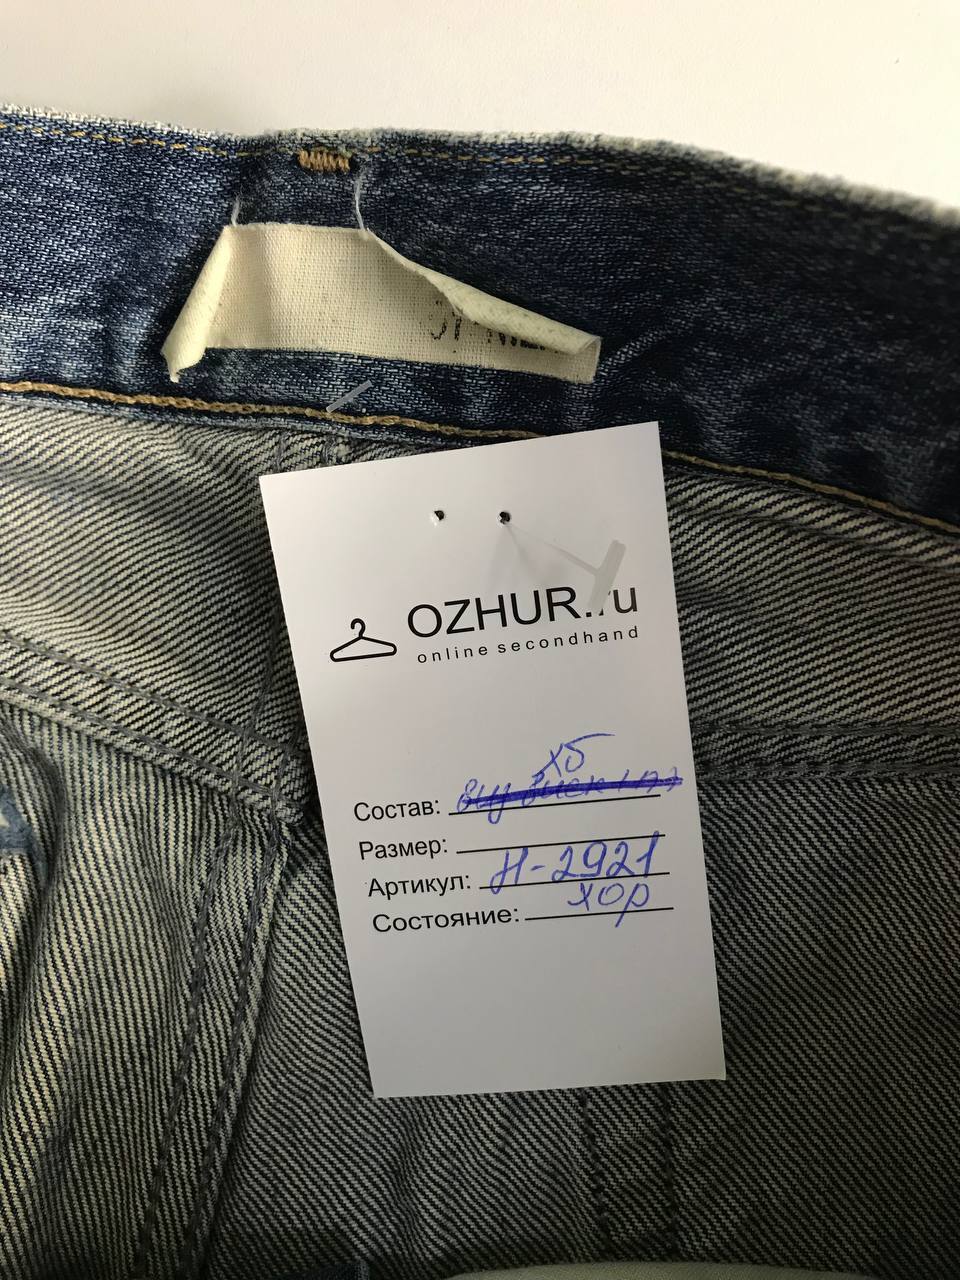 OZHUR.ru
online secondhand
хб
Состав:
Размер:
Артикул: Н-2921
Состояние: хор